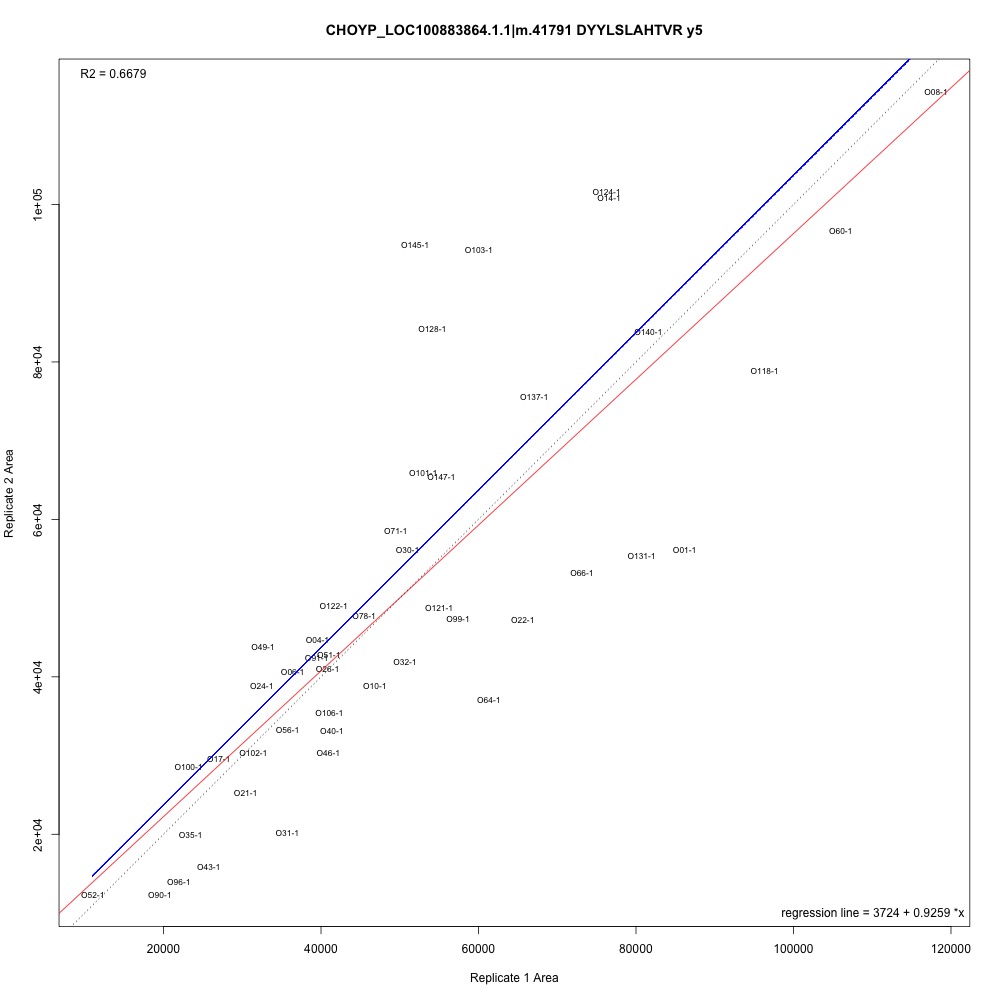 CHOYP_LOC100883864.1.1|m.41791 DYYLSLAHTVR y5
R2 = 0.6679
O08-1
O124-1
O14-1
1e+05
O60-1
O145-1
O103-1
O128-1
O140-1
8e+04
O118-1
O137-1
O101-1
O147-1
O71-1
6e+04
O30-1
O01-1
O131-1
O66-1
O122-1
O121-1
O78-1
O99-1
O22-1
O04-1
O49-1
O51-1
O91-1
O32-1
O26-1
O06-1
4e+04
O24-1
O10-1
O64-1
O106-1
O56-1
O40-1
O102-1
O46-1
O17-1
O100-1
O21-1
2e+04
O35-1
O31-1
O43-1
O96-1
O52-1
O90-1
regression line = 3724 + 0.9259 *x
20000 40000 60000 80000 100000 120000
Replicate 1 Area
Replicate 2 Area